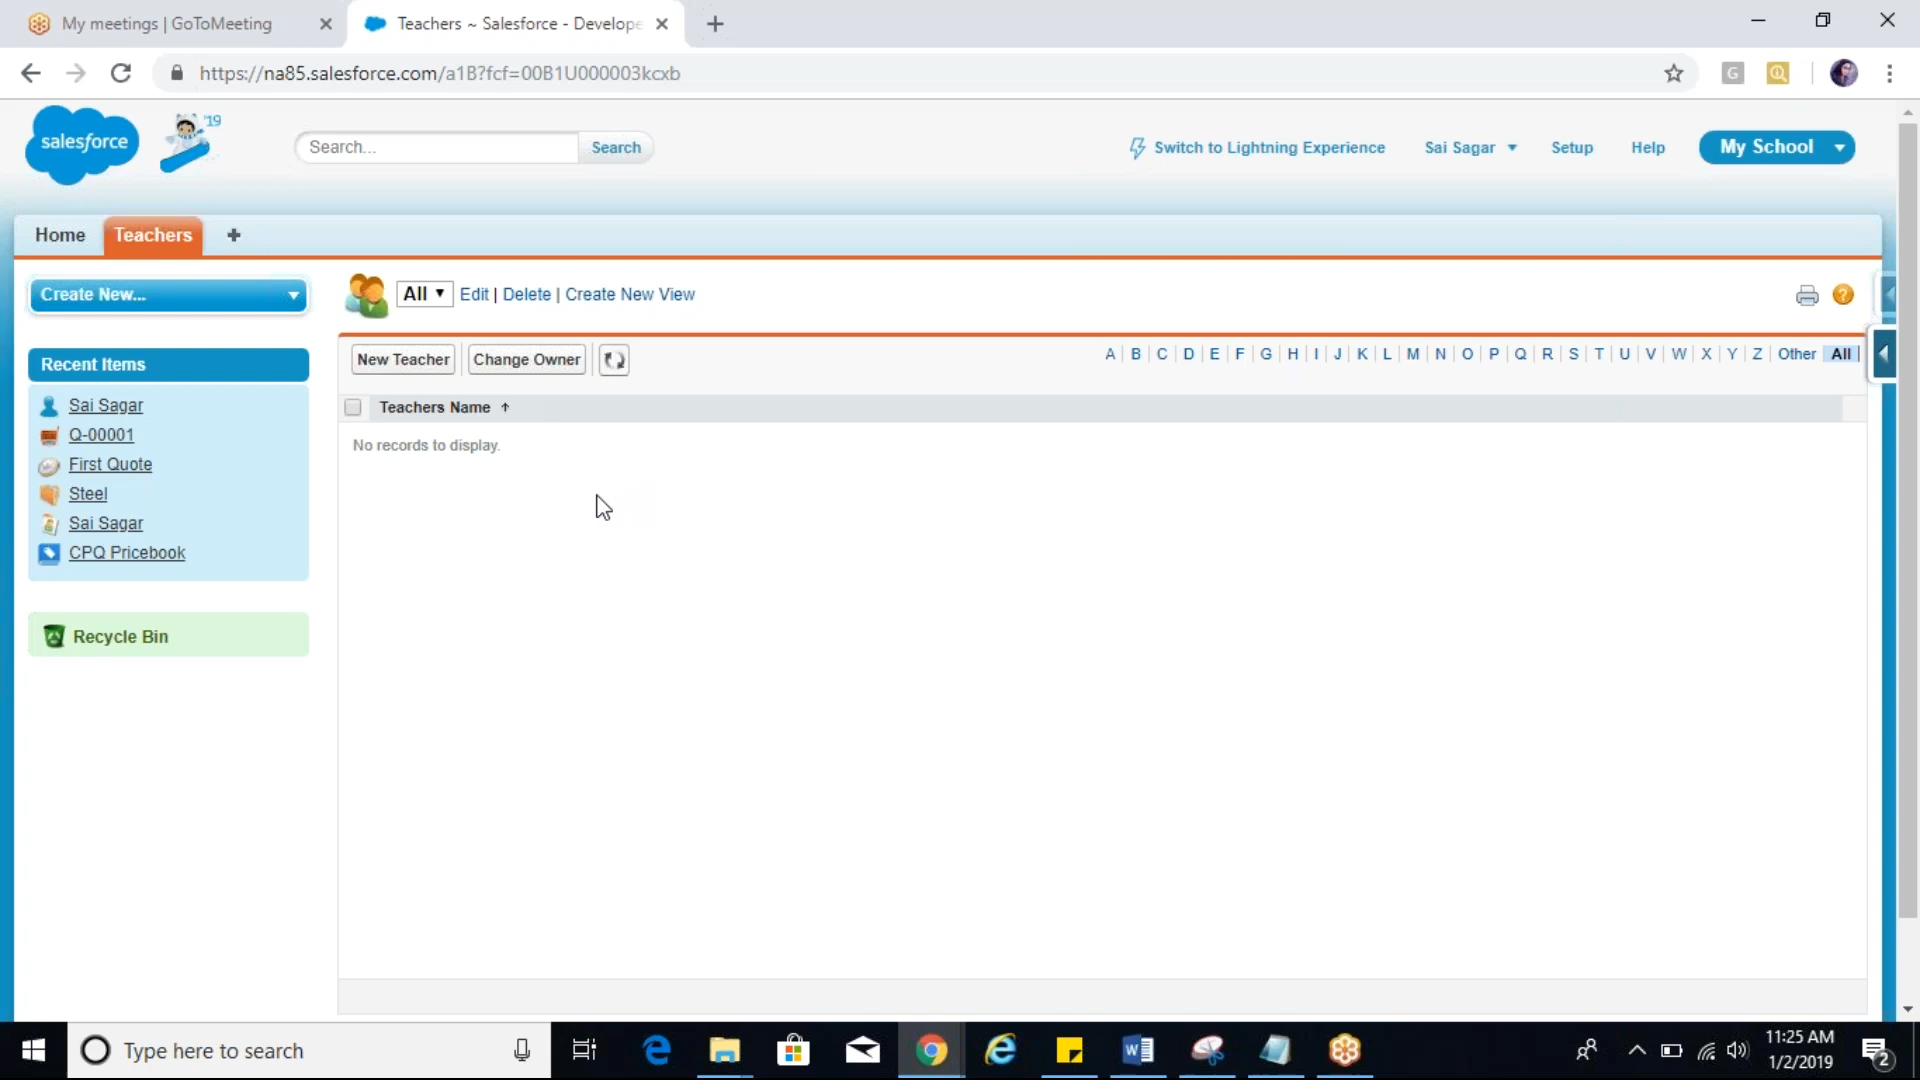 My meetings | GoToMeeting
Teachers ~ Salesforce - Develope
https://na85.salesforce.com/a1B?fcf=00B1U000003kcxb
G
salesforce
'19
Search...
Search
Switch to Lightning Experience
Sai Sagar
Setup
Help
My School
Home
Teachers
Create New...
All
Edit | Delete | Create New View
Recent Items
Sai Sagar
Q-00001
First Quote
Steel
Sai Sagar
CPQ Pricebook
Recycle Bin
New Teacher
Change Owner
A | B | C | D | E | F | G | H | I | J | K | L | M | N | O | P | Q | R | S | T | U | V | W | X | Y | Z | Other | All |
Teachers Name ↑
No records to display.
Type here to search
11:25 AM
1/2/2019
2